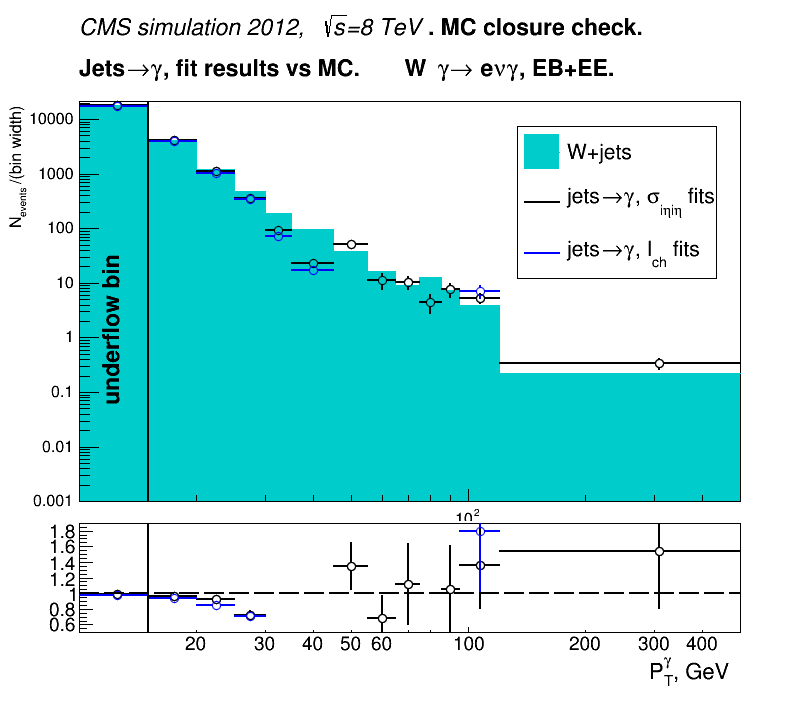 CMS simulation 2012, √s=8 TeV . MC closure check.
Jets→γ, fit results vs MC. W γ→ eνγ, EB+EE.
N_events /(bin width)
10000
1000
100
10
1
0.1
0.01
0.001
underflow bin
W+jets
jets→γ, σ_iηiη fits
jets→γ, I_ch fits
10²
1.8
1.6
1.4
1.2
1
0.8
0.6
20 30 40 50 60 100 200 300 400
P_T^γ, GeV